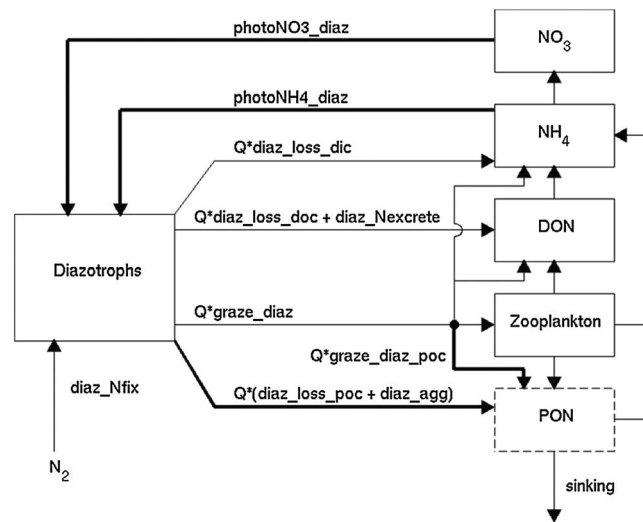 photoNO3_diaz
NO3
photoNH4_diaz
NH4
Q*diaz_loss_dic
Q*diaz_loss_doc + diaz_Nexcrete
DON
Diazotrophs
Q*graze_diaz
Zooplankton
Q*graze_diaz_poc
diaz_Nfix
Q*(diaz_loss_poc + diaz_agg)
PON
N2
sinking